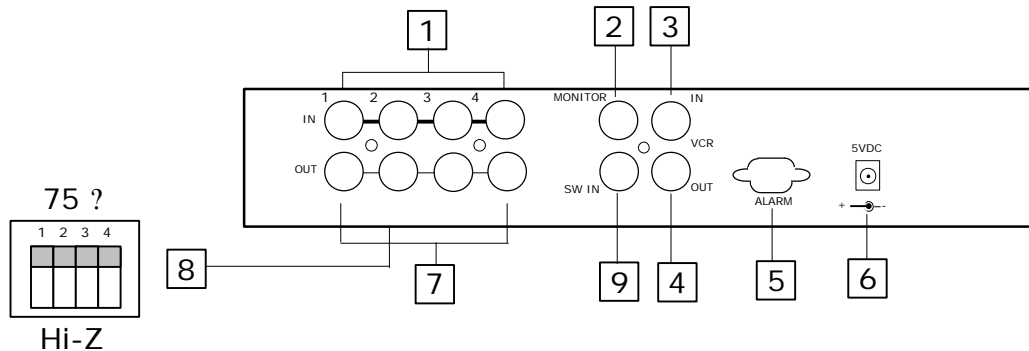 1
2
3
1 2 3 4
MONITOR
IN
IN
VCR
5VDC
OUT
SW IN
OUT
ALARM
+ -
75 ?
1 2 3 4
8
7
9
4
5
6
Hi-Z